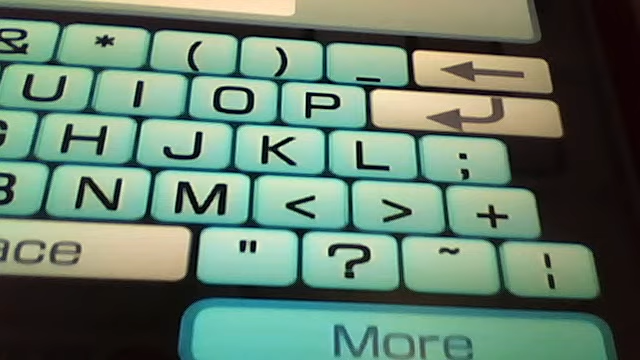 & * ( ) _ ←
U I O P ↵
G H J K L ;
B N M < > +
ace " ? ~ ¦
More